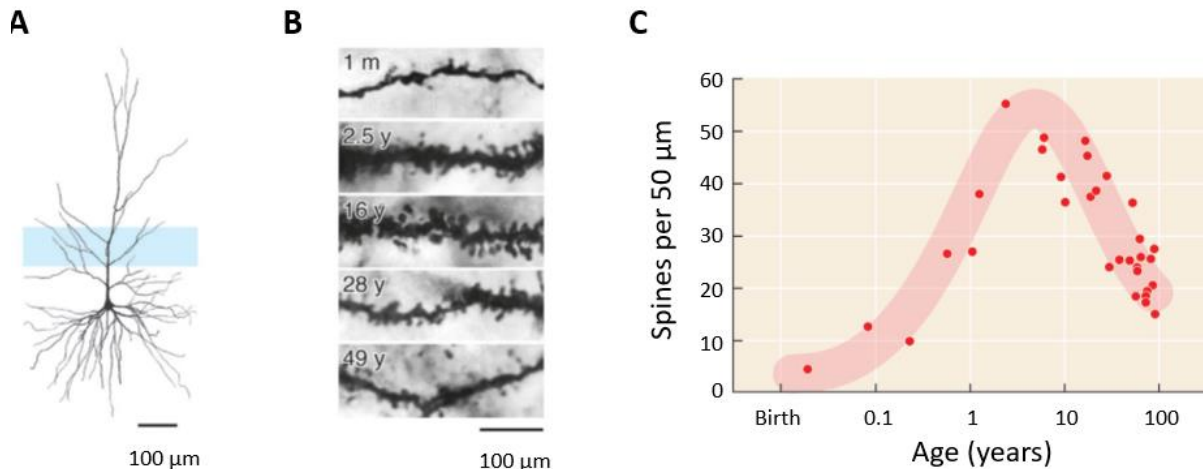 A
B
C
1 m
2.5 y
16 y
28 y
49 y
100 µm
100 µm
Spines per 50 µm
60
50
40
30
20
10
0
Birth
0.1
1
10
100
Age (years)